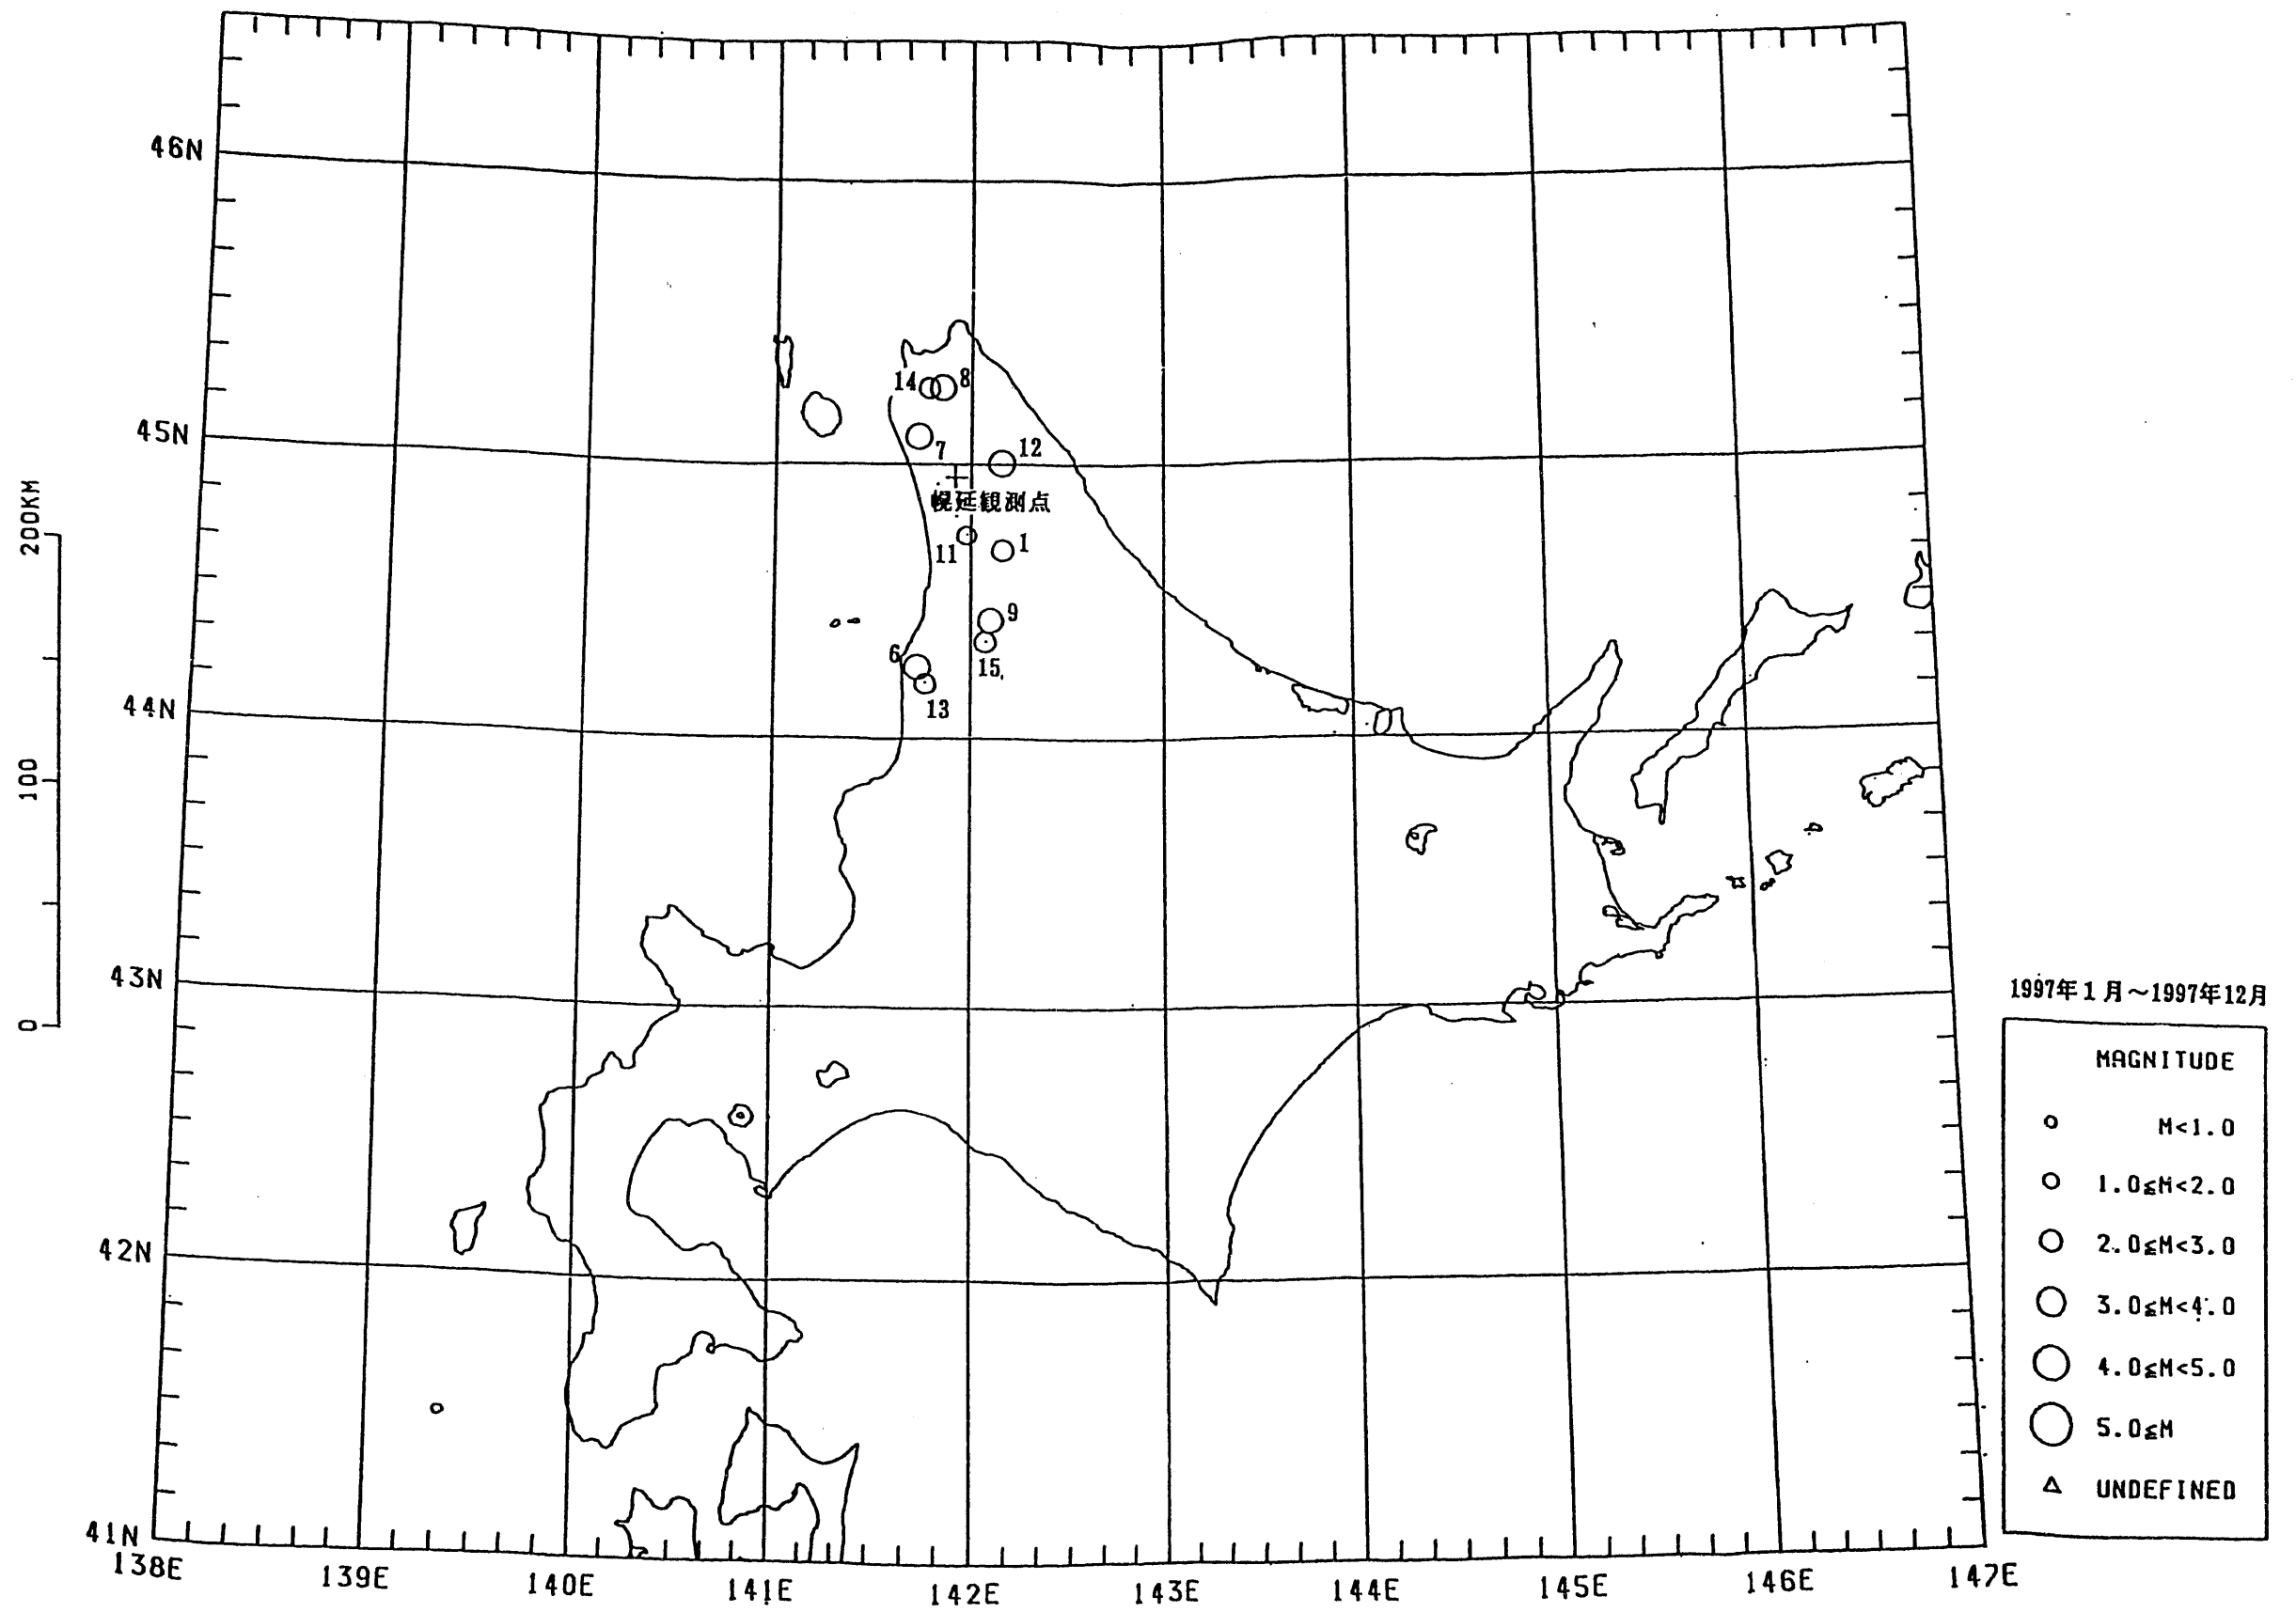 46N
45N
44N
43N
42N
41N
138E 139E 140E 141E 142E 143E 144E 145E 146E 147E
200KM
100
0
14 8
7
12
幌延観測点
11 1
9
15
6
13
1997年1月～1997年12月
MAGNITUDE
M<1.0
1.0≦M<2.0
2.0≦M<3.0
3.0≦M<4.0
4.0≦M<5.0
5.0≦M
UNDEFINED